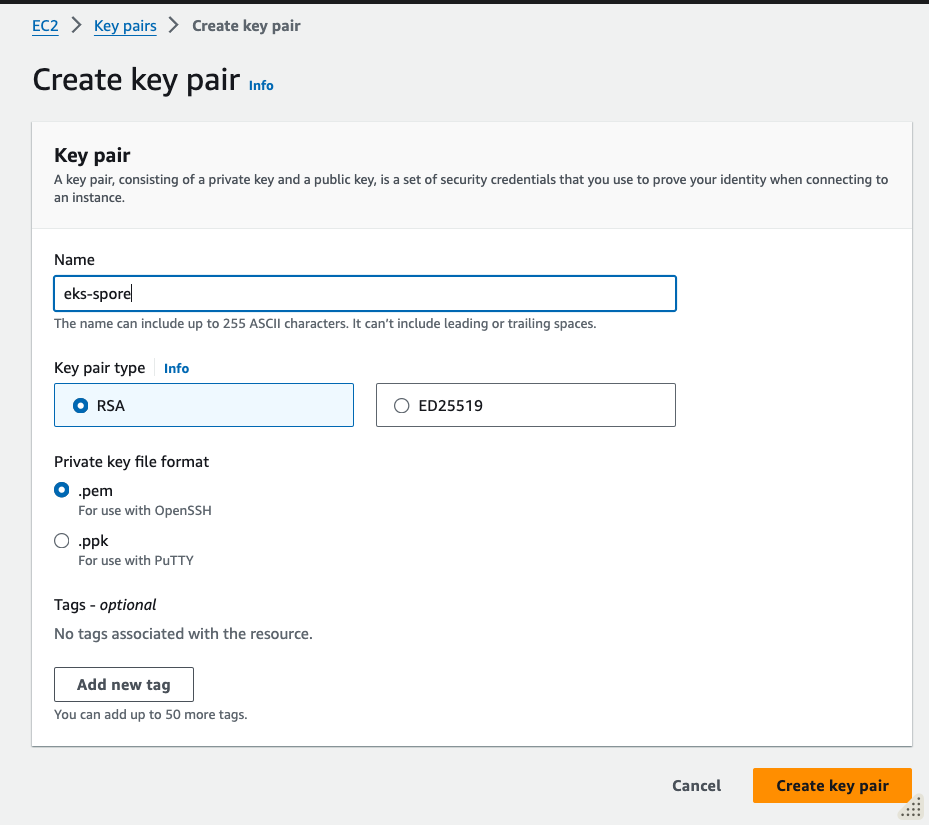 EC2 > Key pairs > Create key pair
Create key pair Info
Key pair
A key pair, consisting of a private key and a public key, is a set of security credentials that you use to prove your identity when connecting to
an instance.
Name
eks-spore
The name can include up to 255 ASCII characters. It can’t include leading or trailing spaces.
Key pair type Info
RSA ED25519
Private key file format
.pem
For use with OpenSSH
.ppk
For use with PuTTY
Tags - optional
No tags associated with the resource.
Add new tag
You can add up to 50 more tags.
Cancel Create key pair